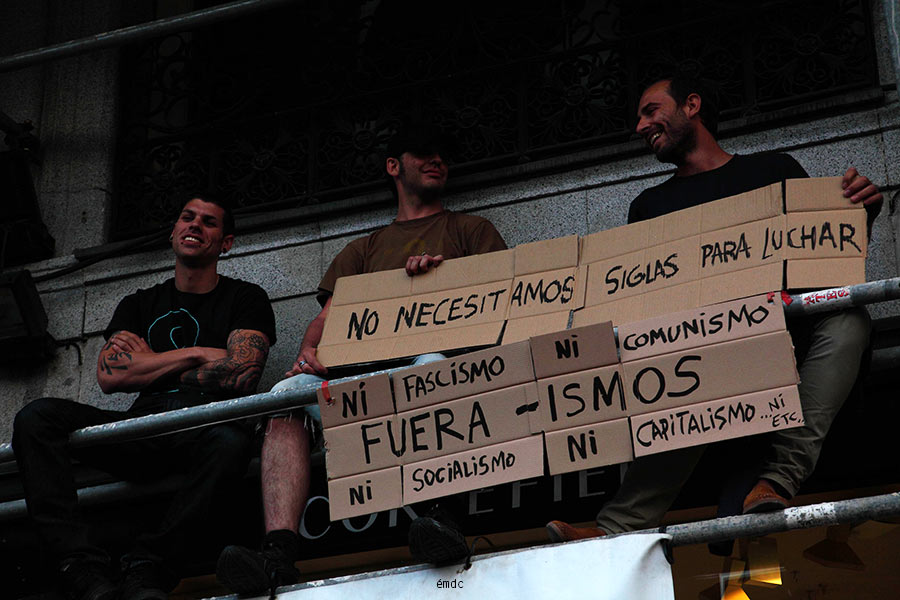 NO NECESITAMOS SIGLAS PARA LUCHAR
NI FASCISMO NI COMUNISMO
FUERA - ISMOS
NI SOCIALISMO NI CAPITALISMO ... NI ETC.
émdc